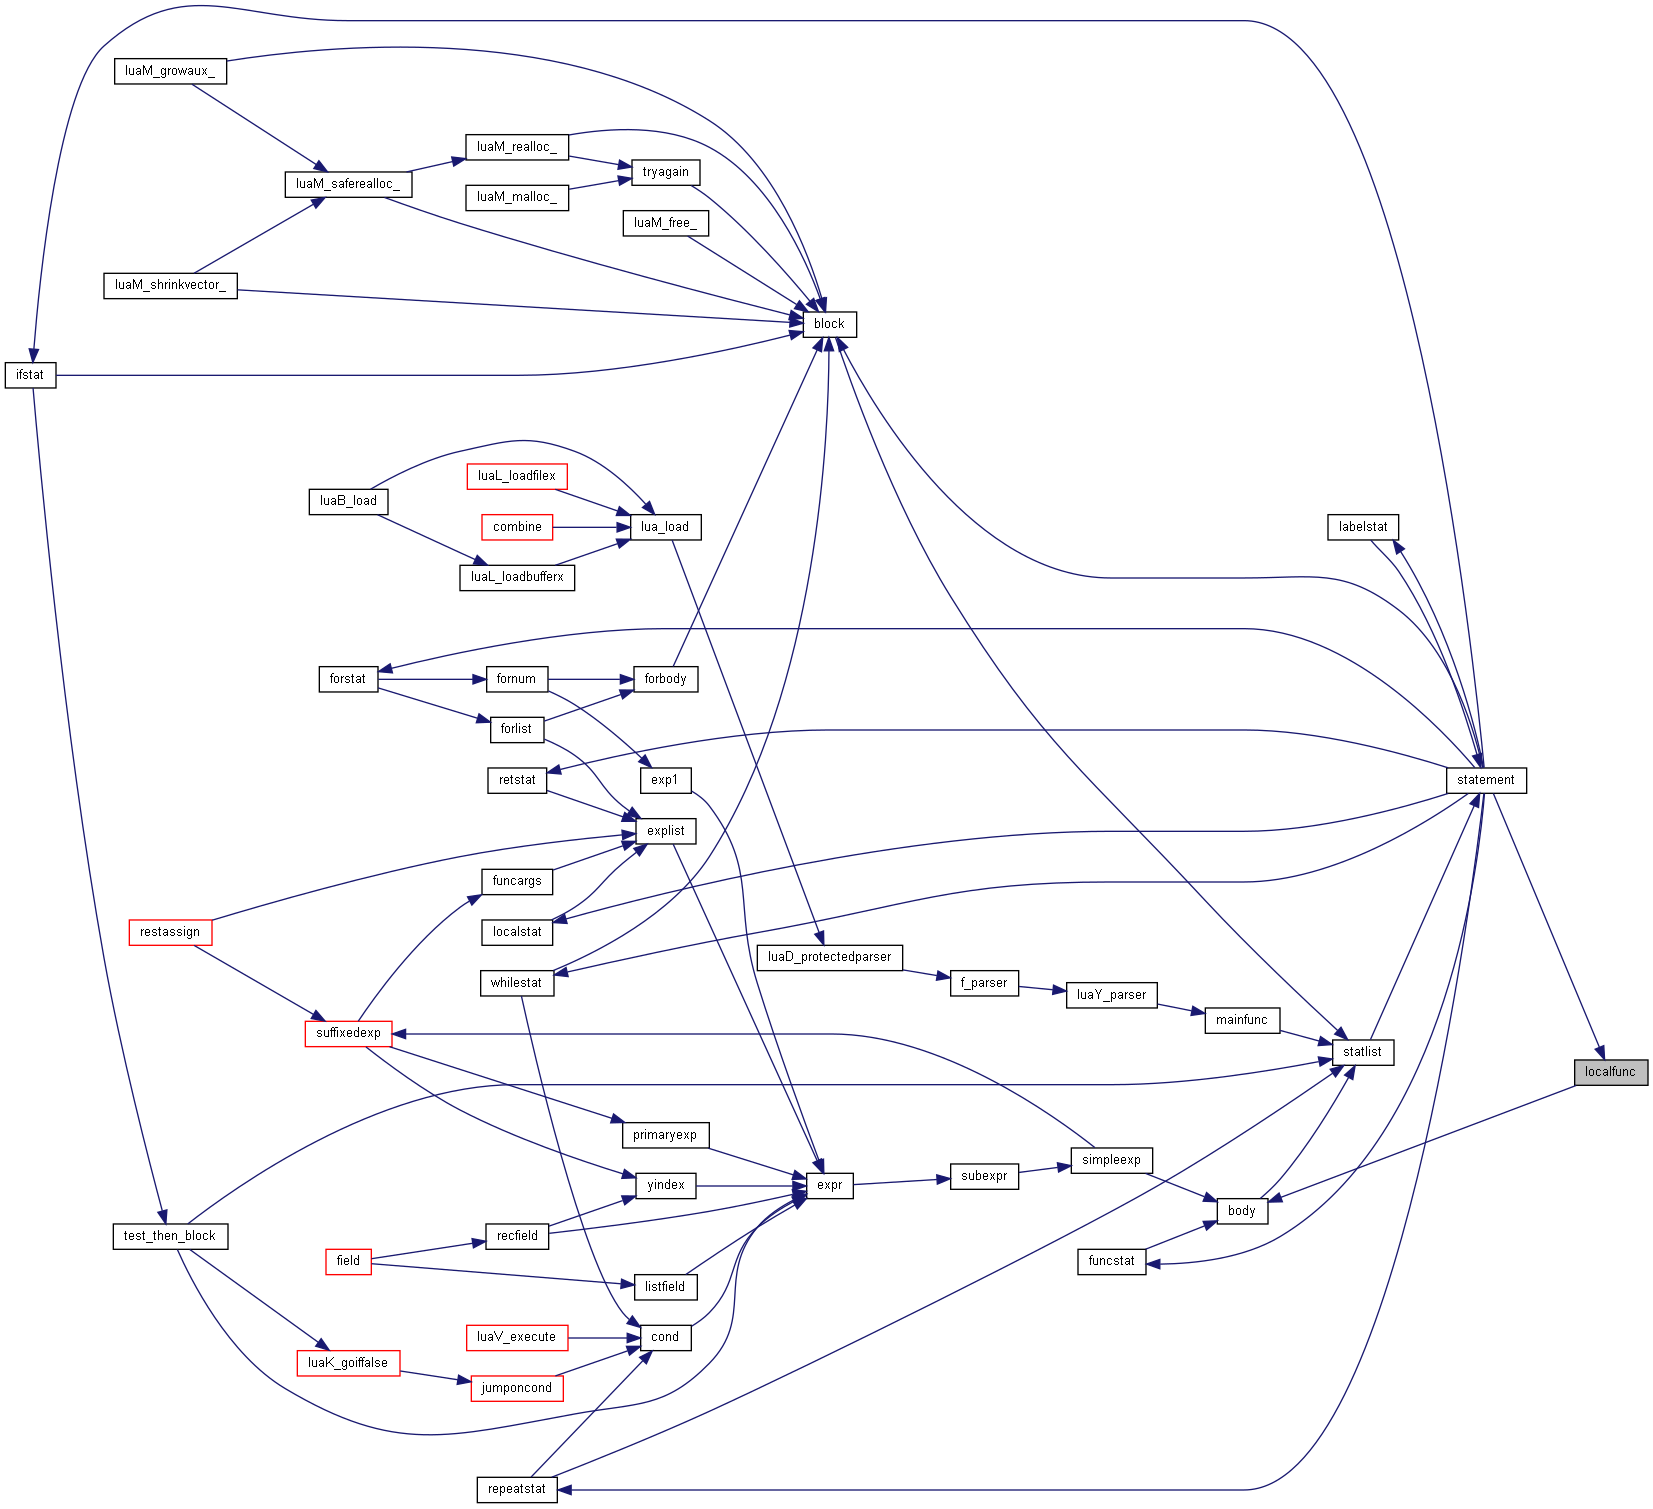 luaM_growaux_
luaM_realloc_
tryagain
luaM_saferealloc_
luaM_malloc_
luaM_free_
luaM_shrinkvector_
block
ifstat
luaL_loadfilex
luaB_load
combine
lua_load
labelstat
luaL_loadbufferx
forstat
fornum
forbody
forlist
retstat
exp1
statement
explist
funcargs
restassign
localstat
luaD_protectedparser
whilestat
f_parser
luaY_parser
mainfunc
suffixedexp
statlist
localfunc
primaryexp
simpleexp
subexpr
yindex
expr
body
test_then_block
recfield
field
funcstat
listfield
luaV_execute
cond
luaK_goiffalse
jumponcond
repeatstat